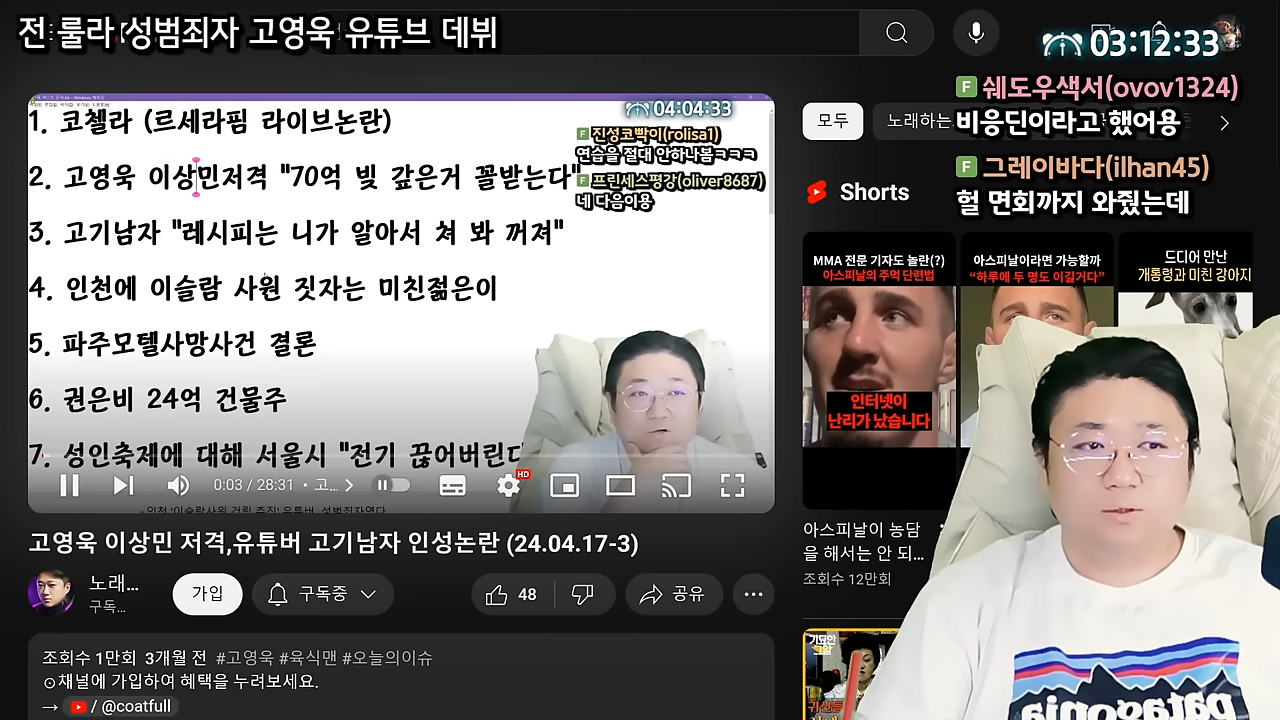 전 룰라 성범죄자 고영욱 유튜브 데뷔
03:12:33
F 쉐도우색서(ovov1324)
비응딘이라고 했어용
F 그레이바다(ilhan45)
헐 면회까지 와줬는데
04:04:33
F 진성코빡이(rolisa1)
연습을 절대 안하나봄ㅋㅋㅋ
F 프린세스평강(oliver8687)
네 다음이용
1. 코첼라 (르세라핌 라이브논란)
2. 고영욱 이상민저격 "70억 빚 갚은거 꼴받는다"
3. 고기남자 "레시피는 니가 알아서 쳐 봐 꺼져"
4. 인천에 이슬람 사원 짓자는 미친젊은이
5. 파주모텔사망사건 결론
6. 권은비 24억 건물주
7. 성인축제에 대해 서울시 "전기 끊어버린다
0:03 / 28:31 • 고...
HD
고영욱 이상민 저격,유튜버 고기남자 인성논란 (24.04.17-3)
노래...
구독...
가입
구독중
48
공유
조회수 1만회 3개월 전 #고영욱 #육식맨 #오늘의이슈
⊙채널에 가입하여 혜택을 누려보세요.
→ / @coatfull
모두
노래하는
Shorts
MMA 전문 기자도 놀란(?)
아스피날의 주먹 단련법
인터넷이
난리가 났습니다
아스피날이라면 가능할까
"하루에 두 명도 이길거다"
드디어 만난
개통령과 미친 강아지
아스피날이 농담
을 해서는 안 되...
조회수 12만회
기묘한
그알
귀신들
patagonia